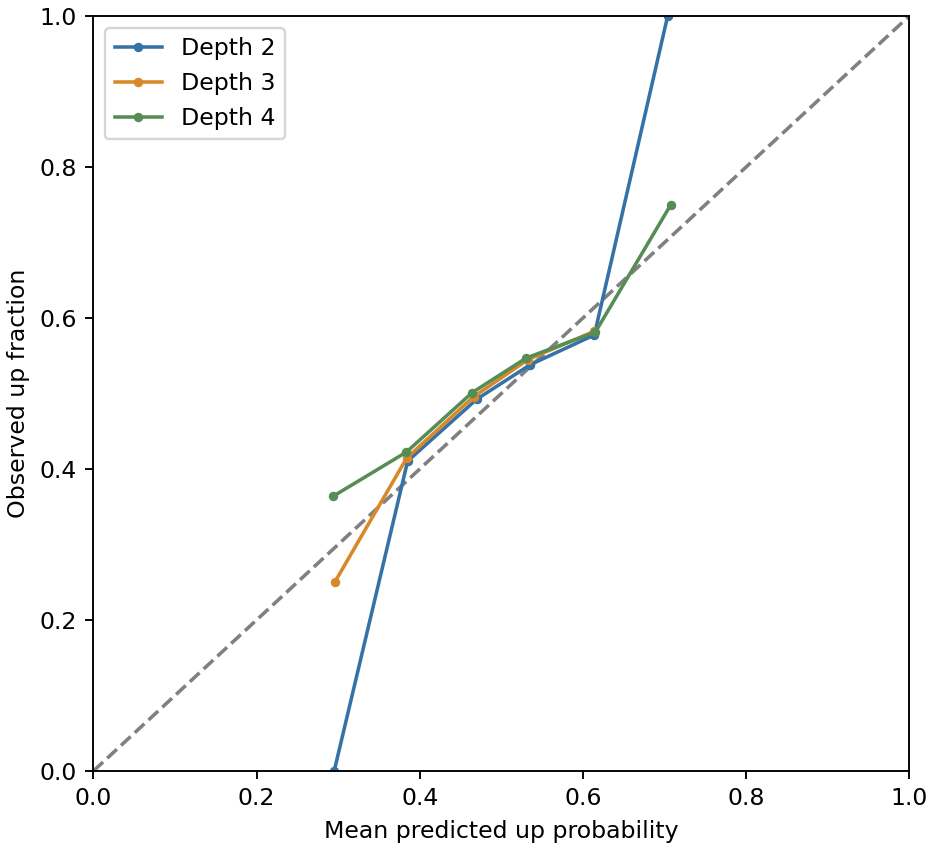 1.0
Depth 2
Depth 3
Depth 4
0.8
0.6
0.4
0.2
0.0
Observed up fraction
0.0 0.2 0.4 0.6 0.8 1.0
Mean predicted up probability